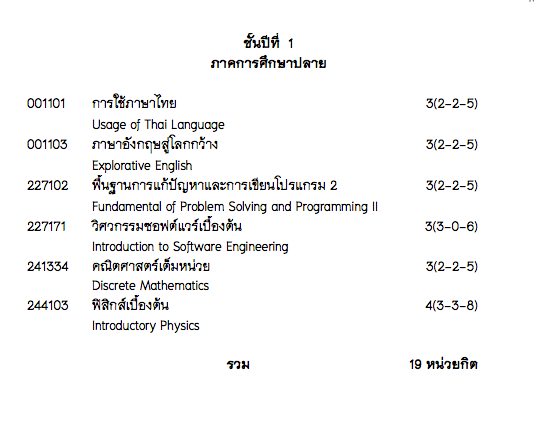 ชั้นปีที่ 1
ภาคการศึกษาปลาย
001101 การใช้ภาษาไทย 3(2-2-5)
Usage of Thai Language
001103 ภาษาอังกฤษสู่โลกกว้าง 3(2-2-5)
Explorative English
227102 พื้นฐานการแก้ปัญหาและการเขียนโปรแกรม 2 3(2-2-5)
Fundamental of Problem Solving and Programming II
227171 วิศวกรรมซอฟต์แวร์เบื้องต้น 3(3-0-6)
Introduction to Software Engineering
241334 คณิตศาสตร์เต็มหน่วย 3(2-2-5)
Discrete Mathematics
244103 ฟิสิกส์เบื้องต้น 4(3-3-8)
Introductory Physics
รวม 19 หน่วยกิต